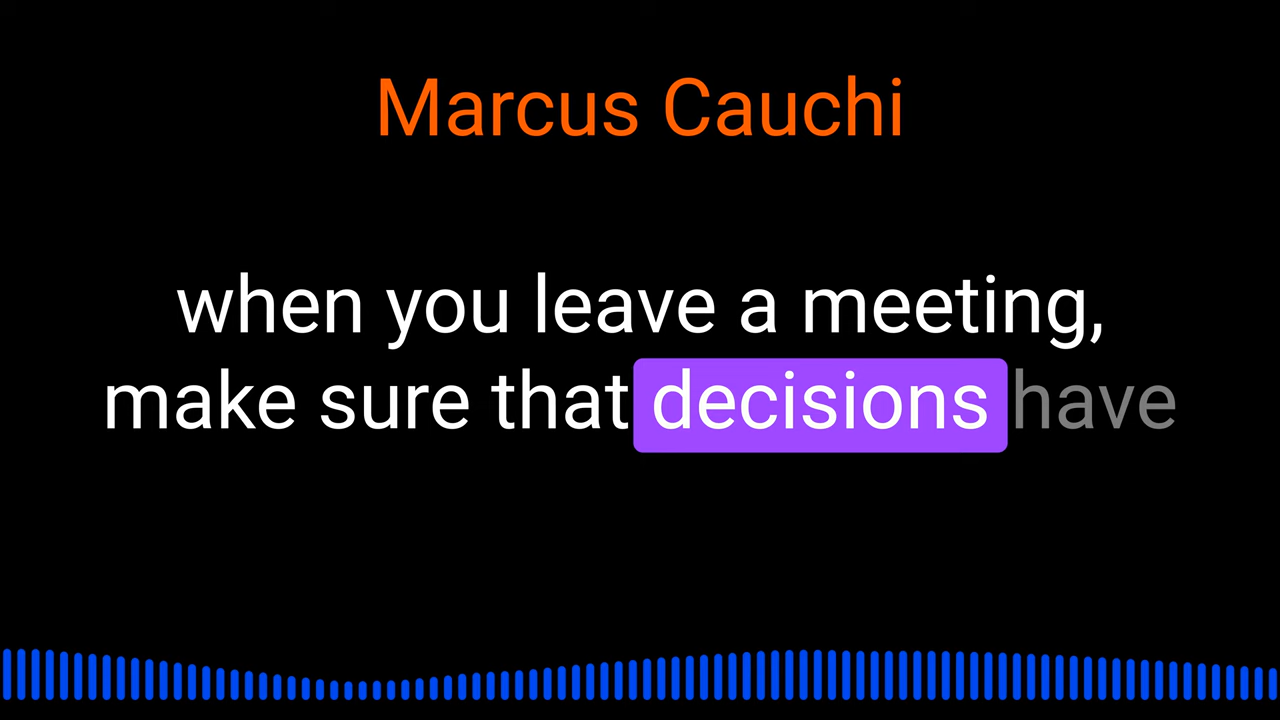 Marcus Cauchi
when you leave a meeting,
make sure that decisions have